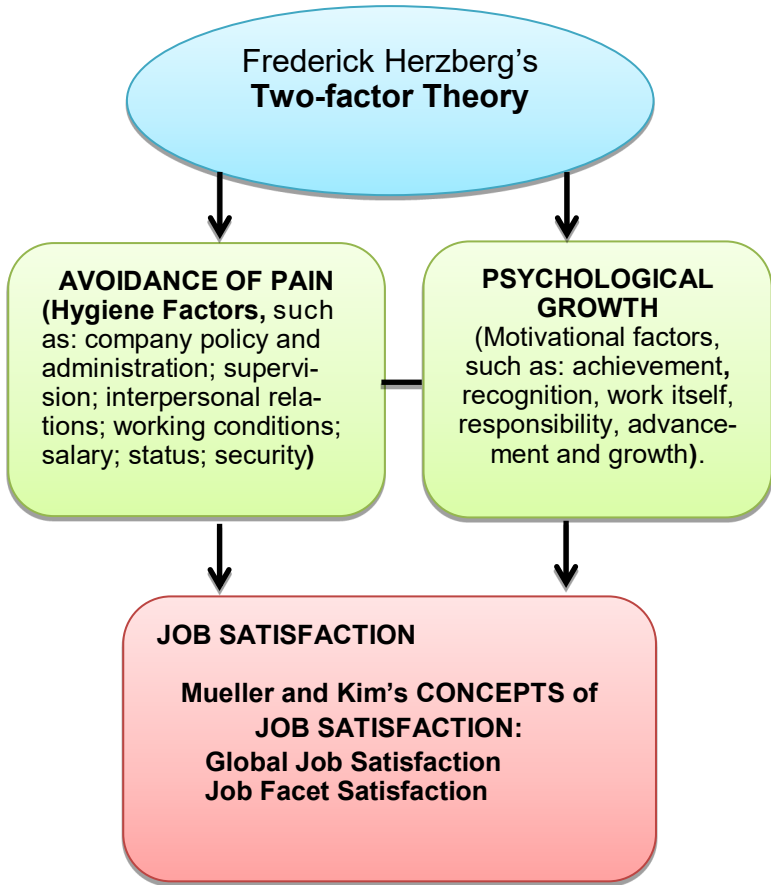 Frederick Herzberg’s
Two-factor Theory
AVOIDANCE OF PAIN
(Hygiene Factors, such
as: company policy and
administration; supervi-
sion; interpersonal rela-
tions; working conditions;
salary; status; security)
PSYCHOLOGICAL
GROWTH
(Motivational factors,
such as: achievement,
recognition, work itself,
responsibility, advance-
ment and growth).
JOB SATISFACTION
Mueller and Kim’s CONCEPTS of
JOB SATISFACTION:
Global Job Satisfaction
Job Facet Satisfaction